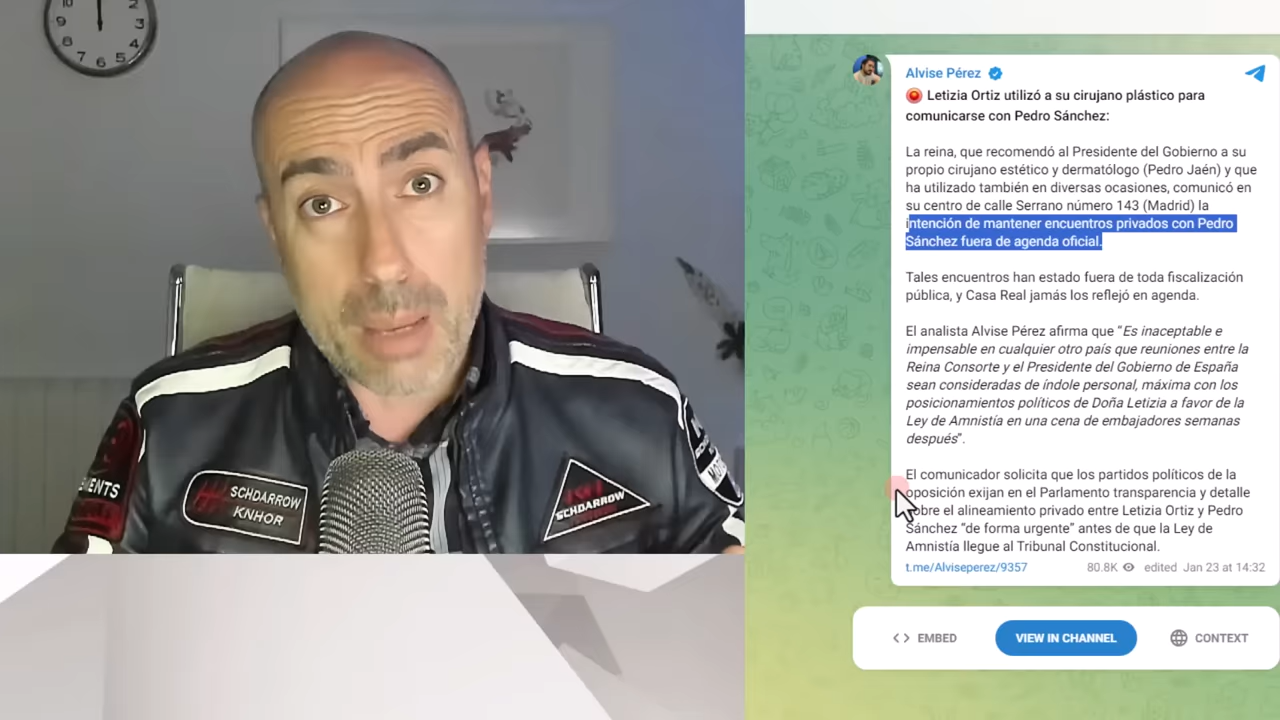 2
3
4
5
6
7
8
ENTS
SCHDARROW
KNHOR
SCHDARROW
Alvise Pérez
Letizia Ortiz utilizó a su cirujano plástico para
comunicarse con Pedro Sánchez:
La reina, que recomendó al Presidente del Gobierno a su
propio cirujano estético y dermatólogo (Pedro Jaén) y que
ha utilizado también en diversas ocasiones, comunicó en
su centro de calle Serrano número 143 (Madrid) la
intención de mantener encuentros privados con Pedro
Sánchez fuera de agenda oficial.
Tales encuentros han estado fuera de toda fiscalización
pública, y Casa Real jamás los reflejó en agenda.
El analista Alvise Pérez afirma que “Es inaceptable e
impensable en cualquier otro país que reuniones entre la
Reina Consorte y el Presidente del Gobierno de España
sean consideradas de índole personal, máxima con los
posicionamientos políticos de Doña Letizia a favor de la
Ley de Amnistía en una cena de embajadores semanas
después”.
El comunicador solicita que los partidos políticos de la
oposición exijan en el Parlamento transparencia y detalle
sobre el alineamiento privado entre Letizia Ortiz y Pedro
Sánchez “de forma urgente” antes de que la Ley de
Amnistía llegue al Tribunal Constitucional.
t.me/Alviseperez/9357 80.8K edited Jan 23 at 14:32
EMBED VIEW IN CHANNEL CONTEXT